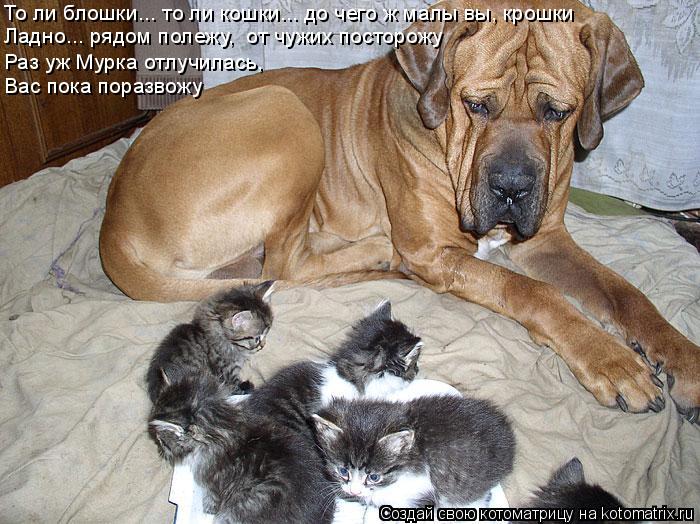 То ли блошки... то ли кошки... до чего ж малы вы, крошки
Ладно... рядом полежу,  от чужих посторожу
Раз уж Мурка отлучилась,
Вас пока поразвожу
Создай свою котоматрицу на kotomatrix.ru